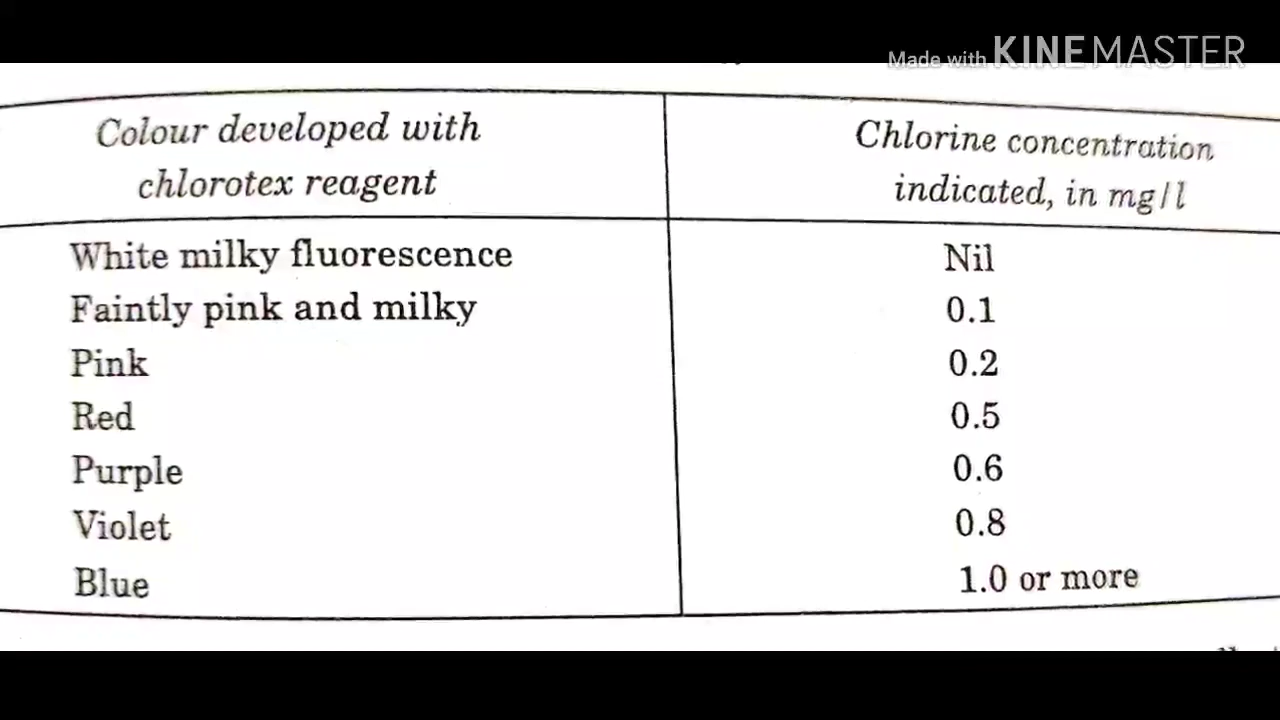 Made with KINEMASTER
Colour developed with
chlorotex reagent
Chlorine concentration
indicated, in mg/l
White milky fluorescence Nil
Faintly pink and milky 0.1
Pink 0.2
Red 0.5
Purple 0.6
Violet 0.8
Blue 1.0 or more